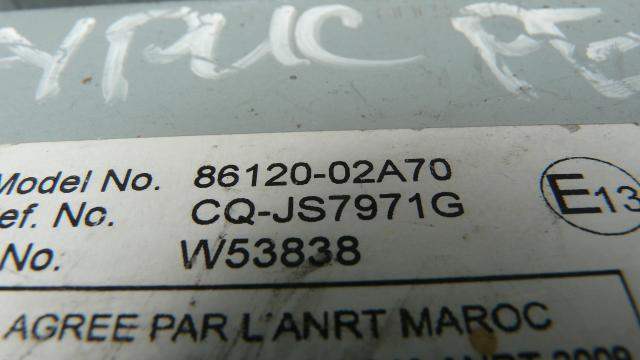 Model No. 86120-02A70
ef. No. CQ-JS7971G
No. W53838
E13
AGREE PAR L'ANRT MAROC